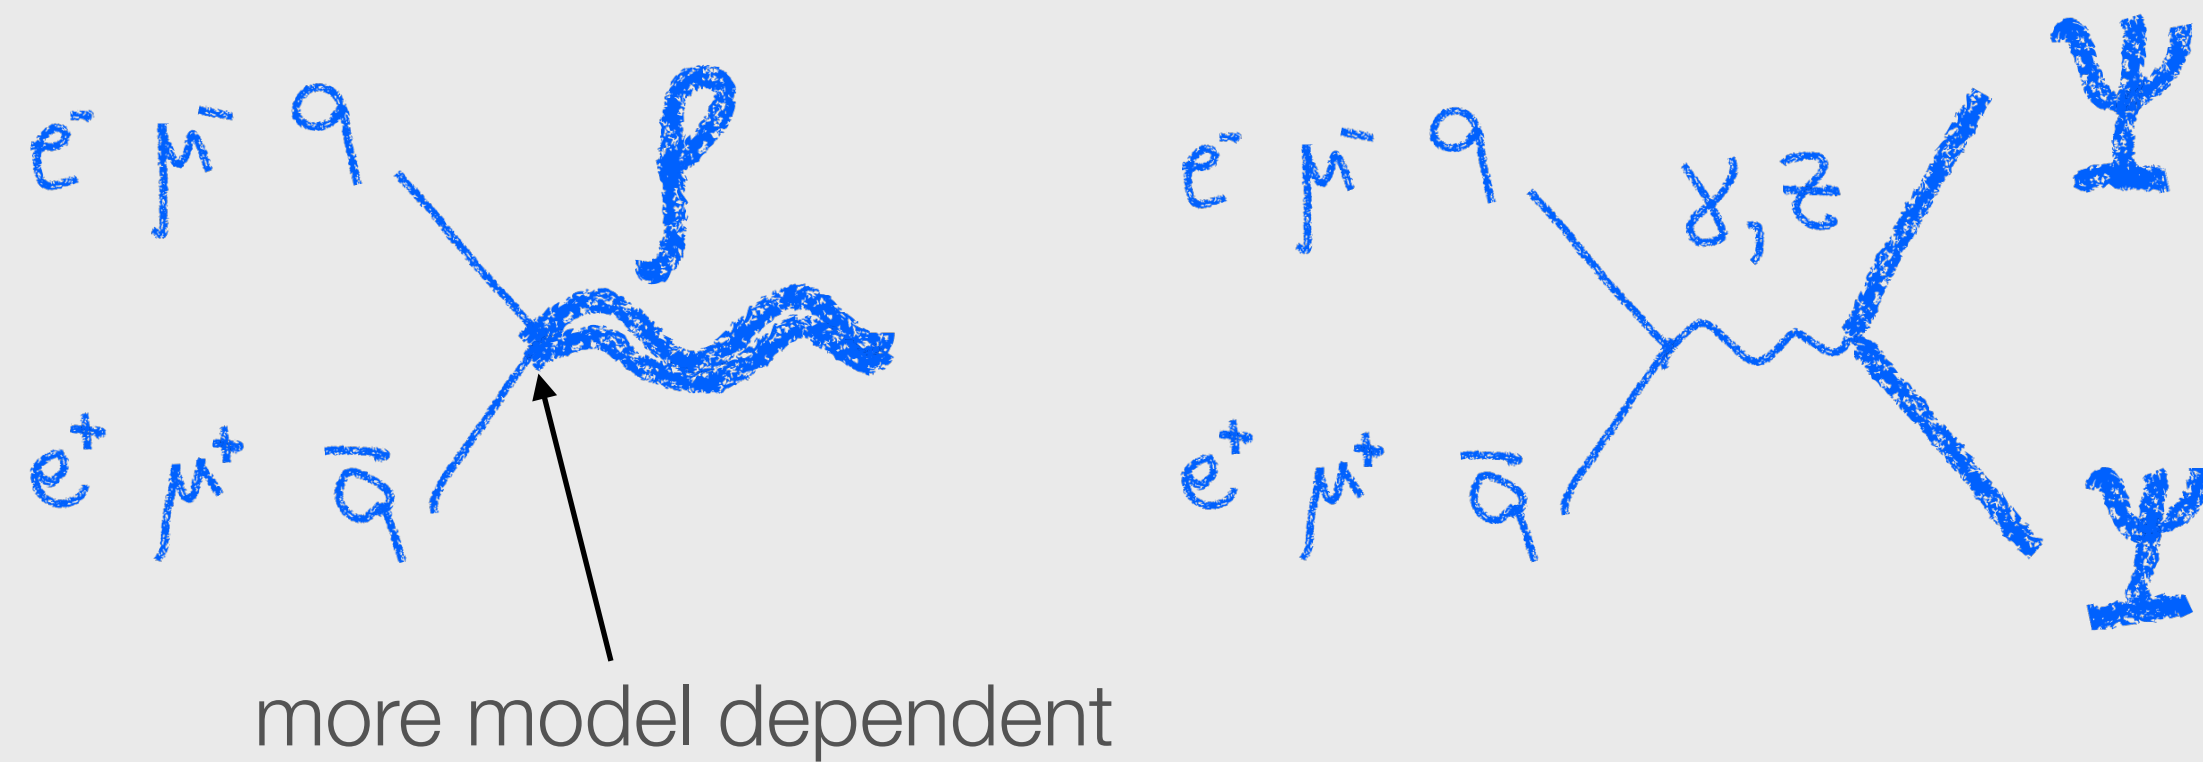 e⁻ μ⁻ q
ρ
e⁺ μ⁺ q̅
more model dependent
e⁻ μ⁻ q
γ, Z
Ψ
e⁺ μ⁺ q̅
Ψ